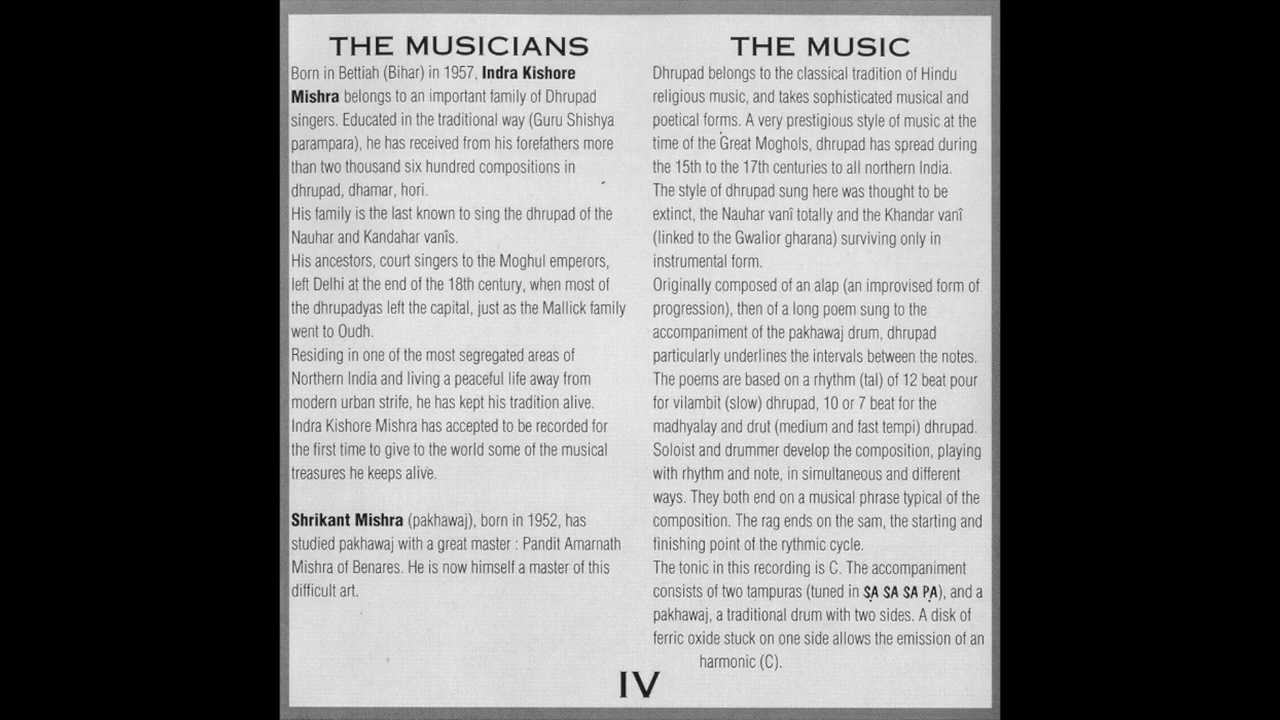 THE MUSICIANS
Born in Bettiah (Bihar) in 1957, Indra Kishore
Mishra belongs to an important family of Dhrupad
singers. Educated in the traditional way (Guru Shishya
parampara), he has received from his forefathers more
than two thousand six hundred compositions in
dhrupad, dhamar, hori.
His family is the last known to sing the dhrupad of the
Nauhar and Kandahar vanîs.
His ancestors, court singers to the Moghul emperors,
left Delhi at the end of the 18th century, when most of
the dhrupadyas left the capital, just as the Mallick family
went to Oudh.
Residing in one of the most segregated areas of
Northern India and living a peaceful life away from
modern urban strife, he has kept his tradition alive.
Indra Kishore Mishra has accepted to be recorded for
the first time to give to the world some of the musical
treasures he keeps alive.
Shrikant Mishra (pakhawaj), born in 1952, has
studied pakhawaj with a great master : Pandit Amarnath
Mishra of Benares. He is now himself a master of this
difficult art.
THE MUSIC
Dhrupad belongs to the classical tradition of Hindu
religious music, and takes sophisticated musical and
poetical forms. A very prestigious style of music at the
time of the Great Moghols, dhrupad has spread during
the 15th to the 17th centuries to all northern India.
The style of dhrupad sung here was thought to be
extinct, the Nauhar vanî totally and the Khandar vanî
(linked to the Gwalior gharana) surviving only in
instrumental form.
Originally composed of an alap (an improvised form of
progression), then of a long poem sung to the
accompaniment of the pakhawaj drum, dhrupad
particularly underlines the intervals between the notes.
The poems are based on a rhythm (tal) of 12 beat pour
for vilambit (slow) dhrupad, 10 or 7 beat for the
madhyalay and drut (medium and fast tempi) dhrupad.
Soloist and drummer develop the composition, playing
with rhythm and note, in simultaneous and different
ways. They both end on a musical phrase typical of the
composition. The rag ends on the sam, the starting and
finishing point of the rythmic cycle.
The tonic in this recording is C. The accompaniment
consists of two tampuras (tuned in ṢA SA SA PẠ), and a
pakhawaj, a traditional drum with two sides. A disk of
ferric oxide stuck on one side allows the emission of an
harmonic (C).
IV